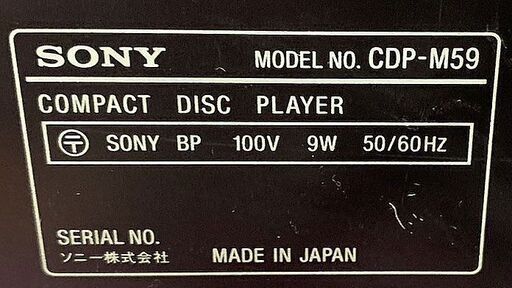 SONY MODEL NO. CDP-M59
COMPACT DISC PLAYER
〒 SONY BP 100V 9W 50/60Hz
SERIAL NO.
ソニー株式会社 MADE IN JAPAN